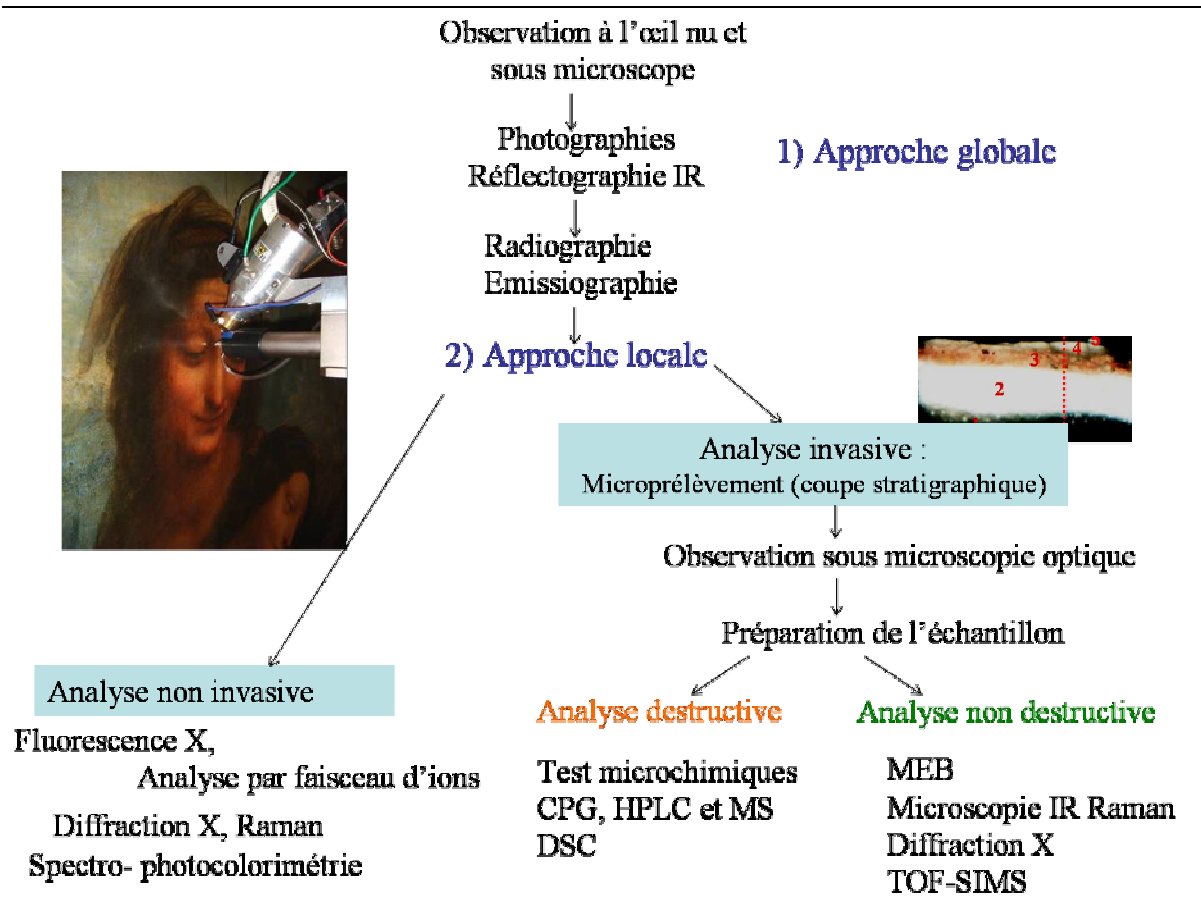 Observation à l'œil nu et
sous microscope
Photographies
Réflectographie IR
1) Approche globale
Radiographie
Emissiographie
2) Approche locale
2
3
4
5
Analyse invasive :
Microprélèvement (coupe stratigraphique)
Observation sous microscopie optique
Préparation de l'échantillon
Analyse non invasive
Fluorescence X,
Analyse par faisceau d'ions
Diffraction X, Raman
Spectro- photocolorimétrie
Analyse destructive
Test microchimiques
CPG, HPLC et MS
DSC
Analyse non destructive
MEB
Microscopie IR Raman
Diffraction X
TOF-SIMS